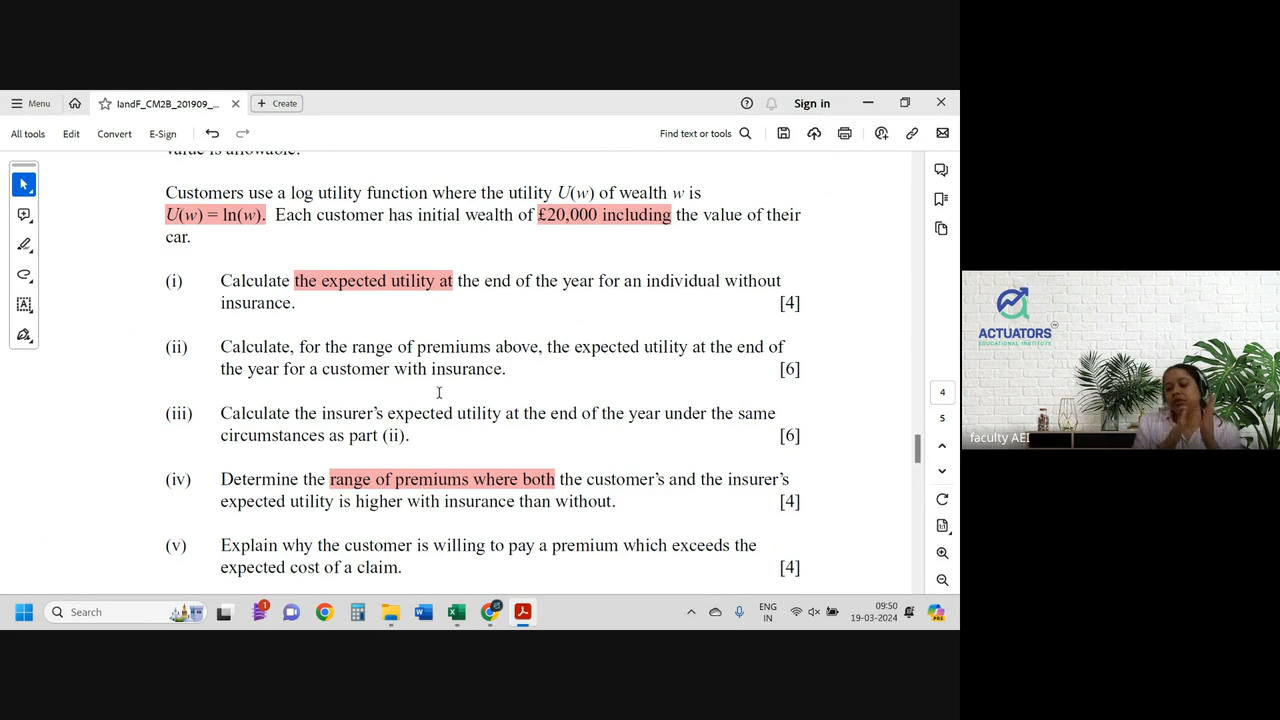 Menu
IandF_CM2B_201909_...
Create
Sign in
All tools
Edit
Convert
E-Sign
Find text or tools
value is allowable.
Customers use a log utility function where the utility U(w) of wealth w is
U(w) = ln(w). Each customer has initial wealth of £20,000 including the value of their
car.
(i) Calculate the expected utility at the end of the year for an individual without
insurance. [4]
(ii) Calculate, for the range of premiums above, the expected utility at the end of
the year for a customer with insurance. [6]
(iii) Calculate the insurer's expected utility at the end of the year under the same
circumstances as part (ii). [6]
(iv) Determine the range of premiums where both the customer's and the insurer's
expected utility is higher with insurance than without. [4]
(v) Explain why the customer is willing to pay a premium which exceeds the
expected cost of a claim. [4]
4
5
ACTUATORS
EDUCATIONAL INSTITUTE
TM
faculty AEI
Search
1
ENG
IN
09:50
19-03-2024